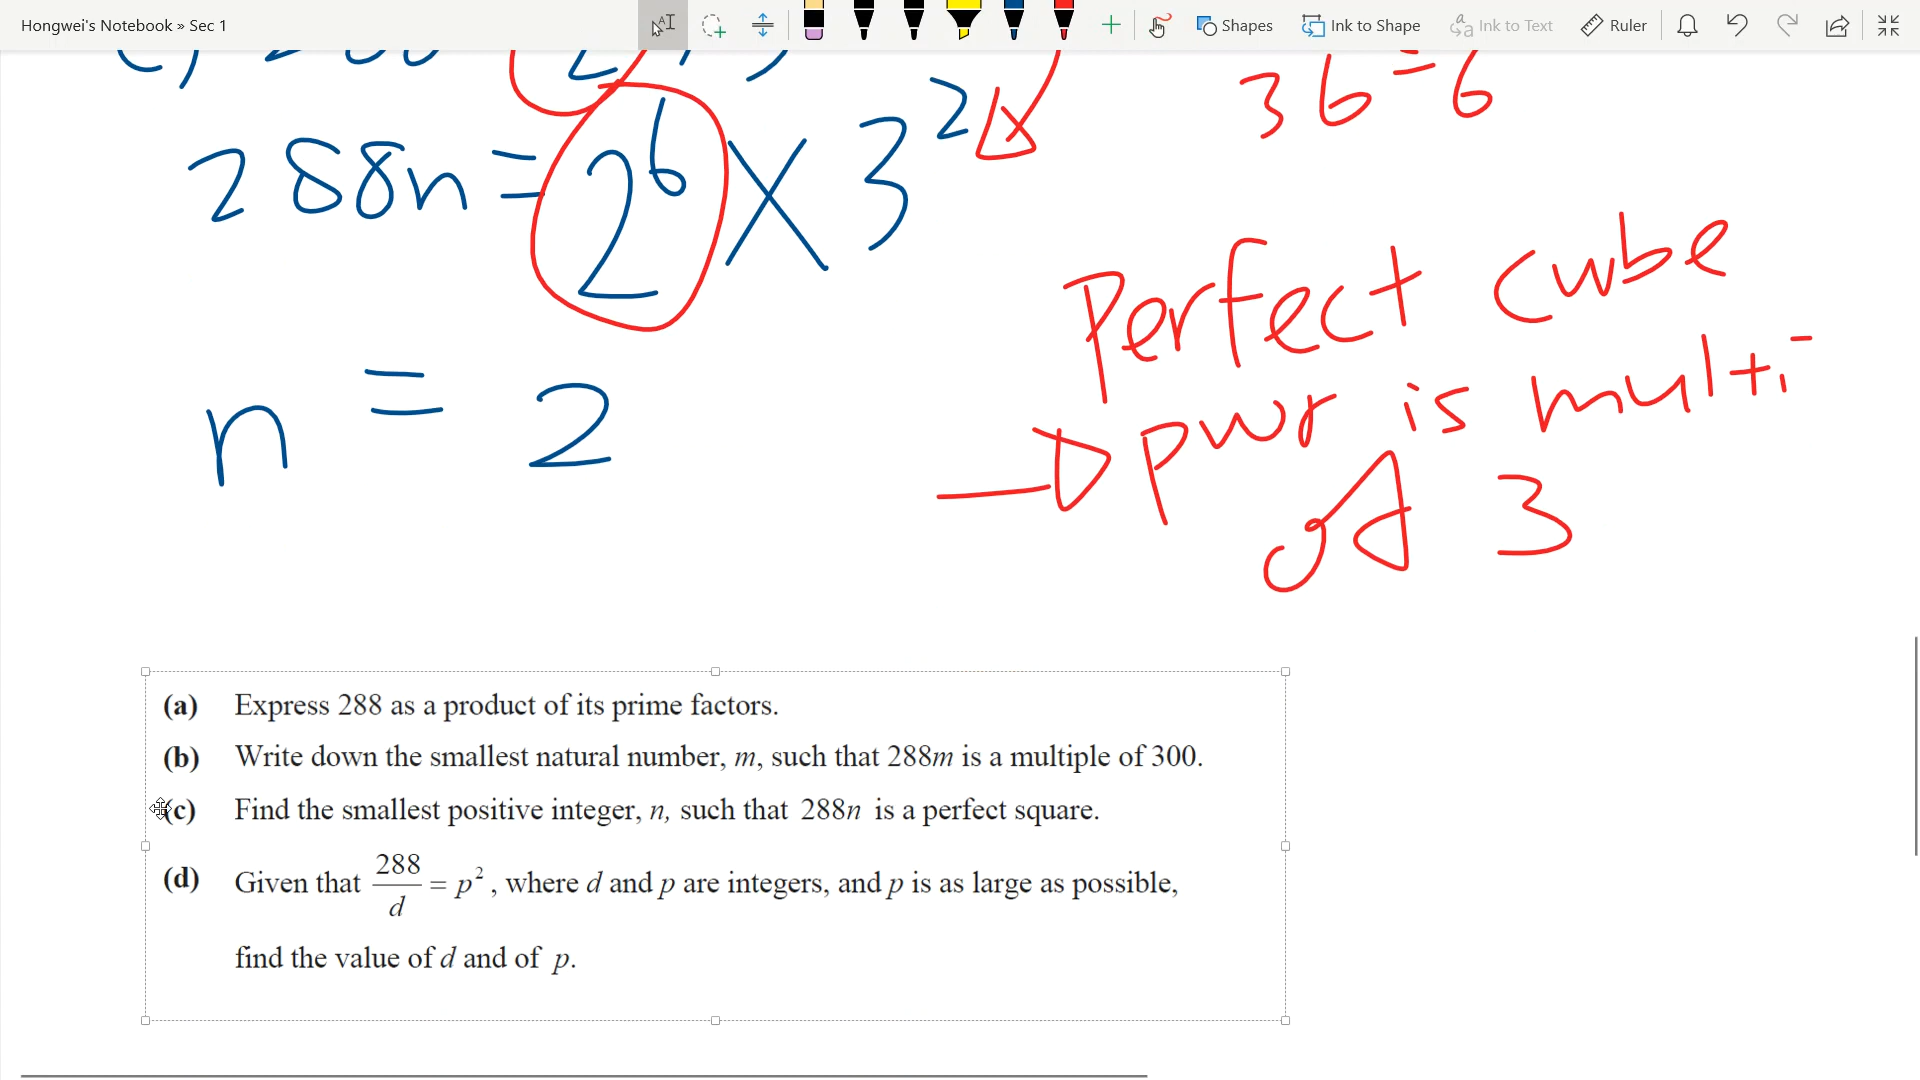 Hongwei's Notebook » Sec 1
Shapes
Ink to Shape
Ink to Text
Ruler
36 = 6
288n = 2^6 X 3^2
n = 2
Perfect cube
pwr is multi
of 3
(a) Express 288 as a product of its prime factors.
(b) Write down the smallest natural number, m, such that 288m is a multiple of 300.
(c) Find the smallest positive integer, n, such that 288n is a perfect square.
(d) Given that 288/d = p², where d and p are integers, and p is as large as possible,
find the value of d and of p.